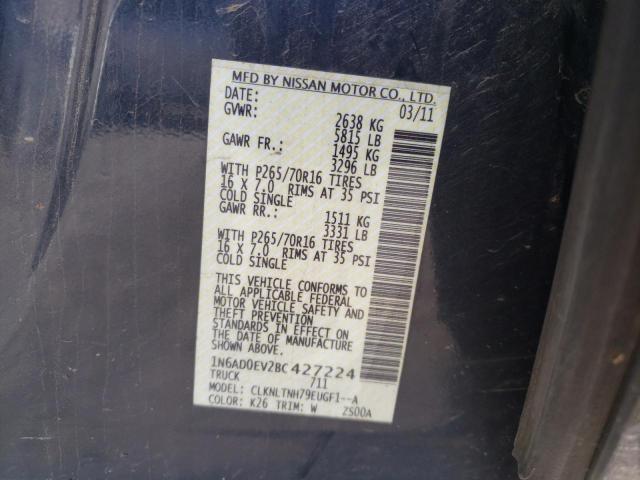 MFD BY NISSAN MOTOR CO., LTD.
DATE: 03/11
GVWR: 2638 KG
5815 LB
GAWR FR.: 1495 KG
3296 LB
WITH P265/70R16 TIRES
16 X 7.0 RIMS AT 35 PSI
COLD SINGLE
GAWR RR.: 1511 KG
3331 LB
WITH P265/70R16 TIRES
16 X 7.0 RIMS AT 35 PSI
COLD SINGLE
THIS VEHICLE CONFORMS TO
ALL APPLICABLE FEDERAL
MOTOR VEHICLE SAFETY AND
THEFT PREVENTION
STANDARDS IN EFFECT ON
THE DATE OF MANUFACTURE
SHOWN ABOVE.
1N6AD0EV2BC427224
TRUCK 711
MODEL: CLKNLTNH79EUGF1--A
COLOR: K26 TRIM: W ZS00A